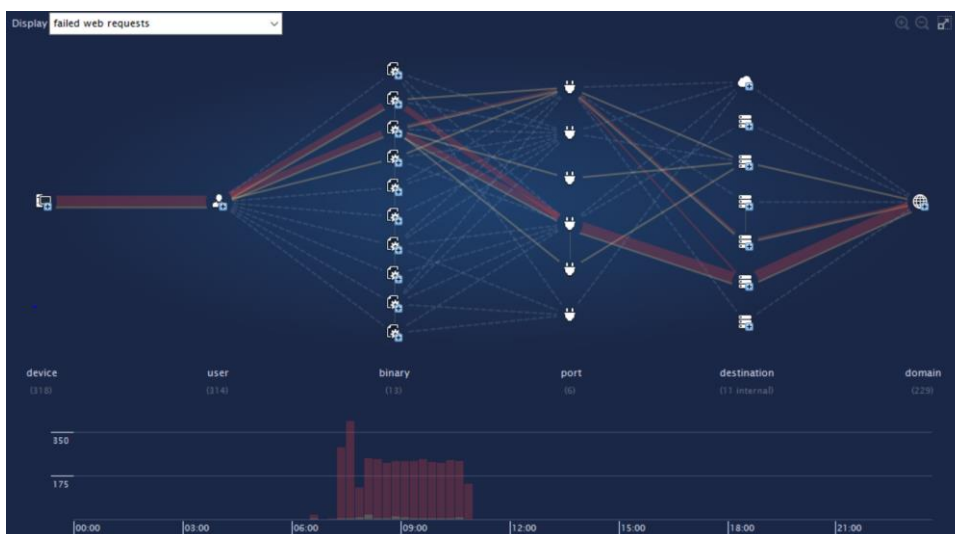 Display failed web requests
device user binary port destination domain
(318) (314) (13) (6) (11 internal) (229)
350
175
00:00 03:00 06:00 09:00 12:00 15:00 18:00 21:00